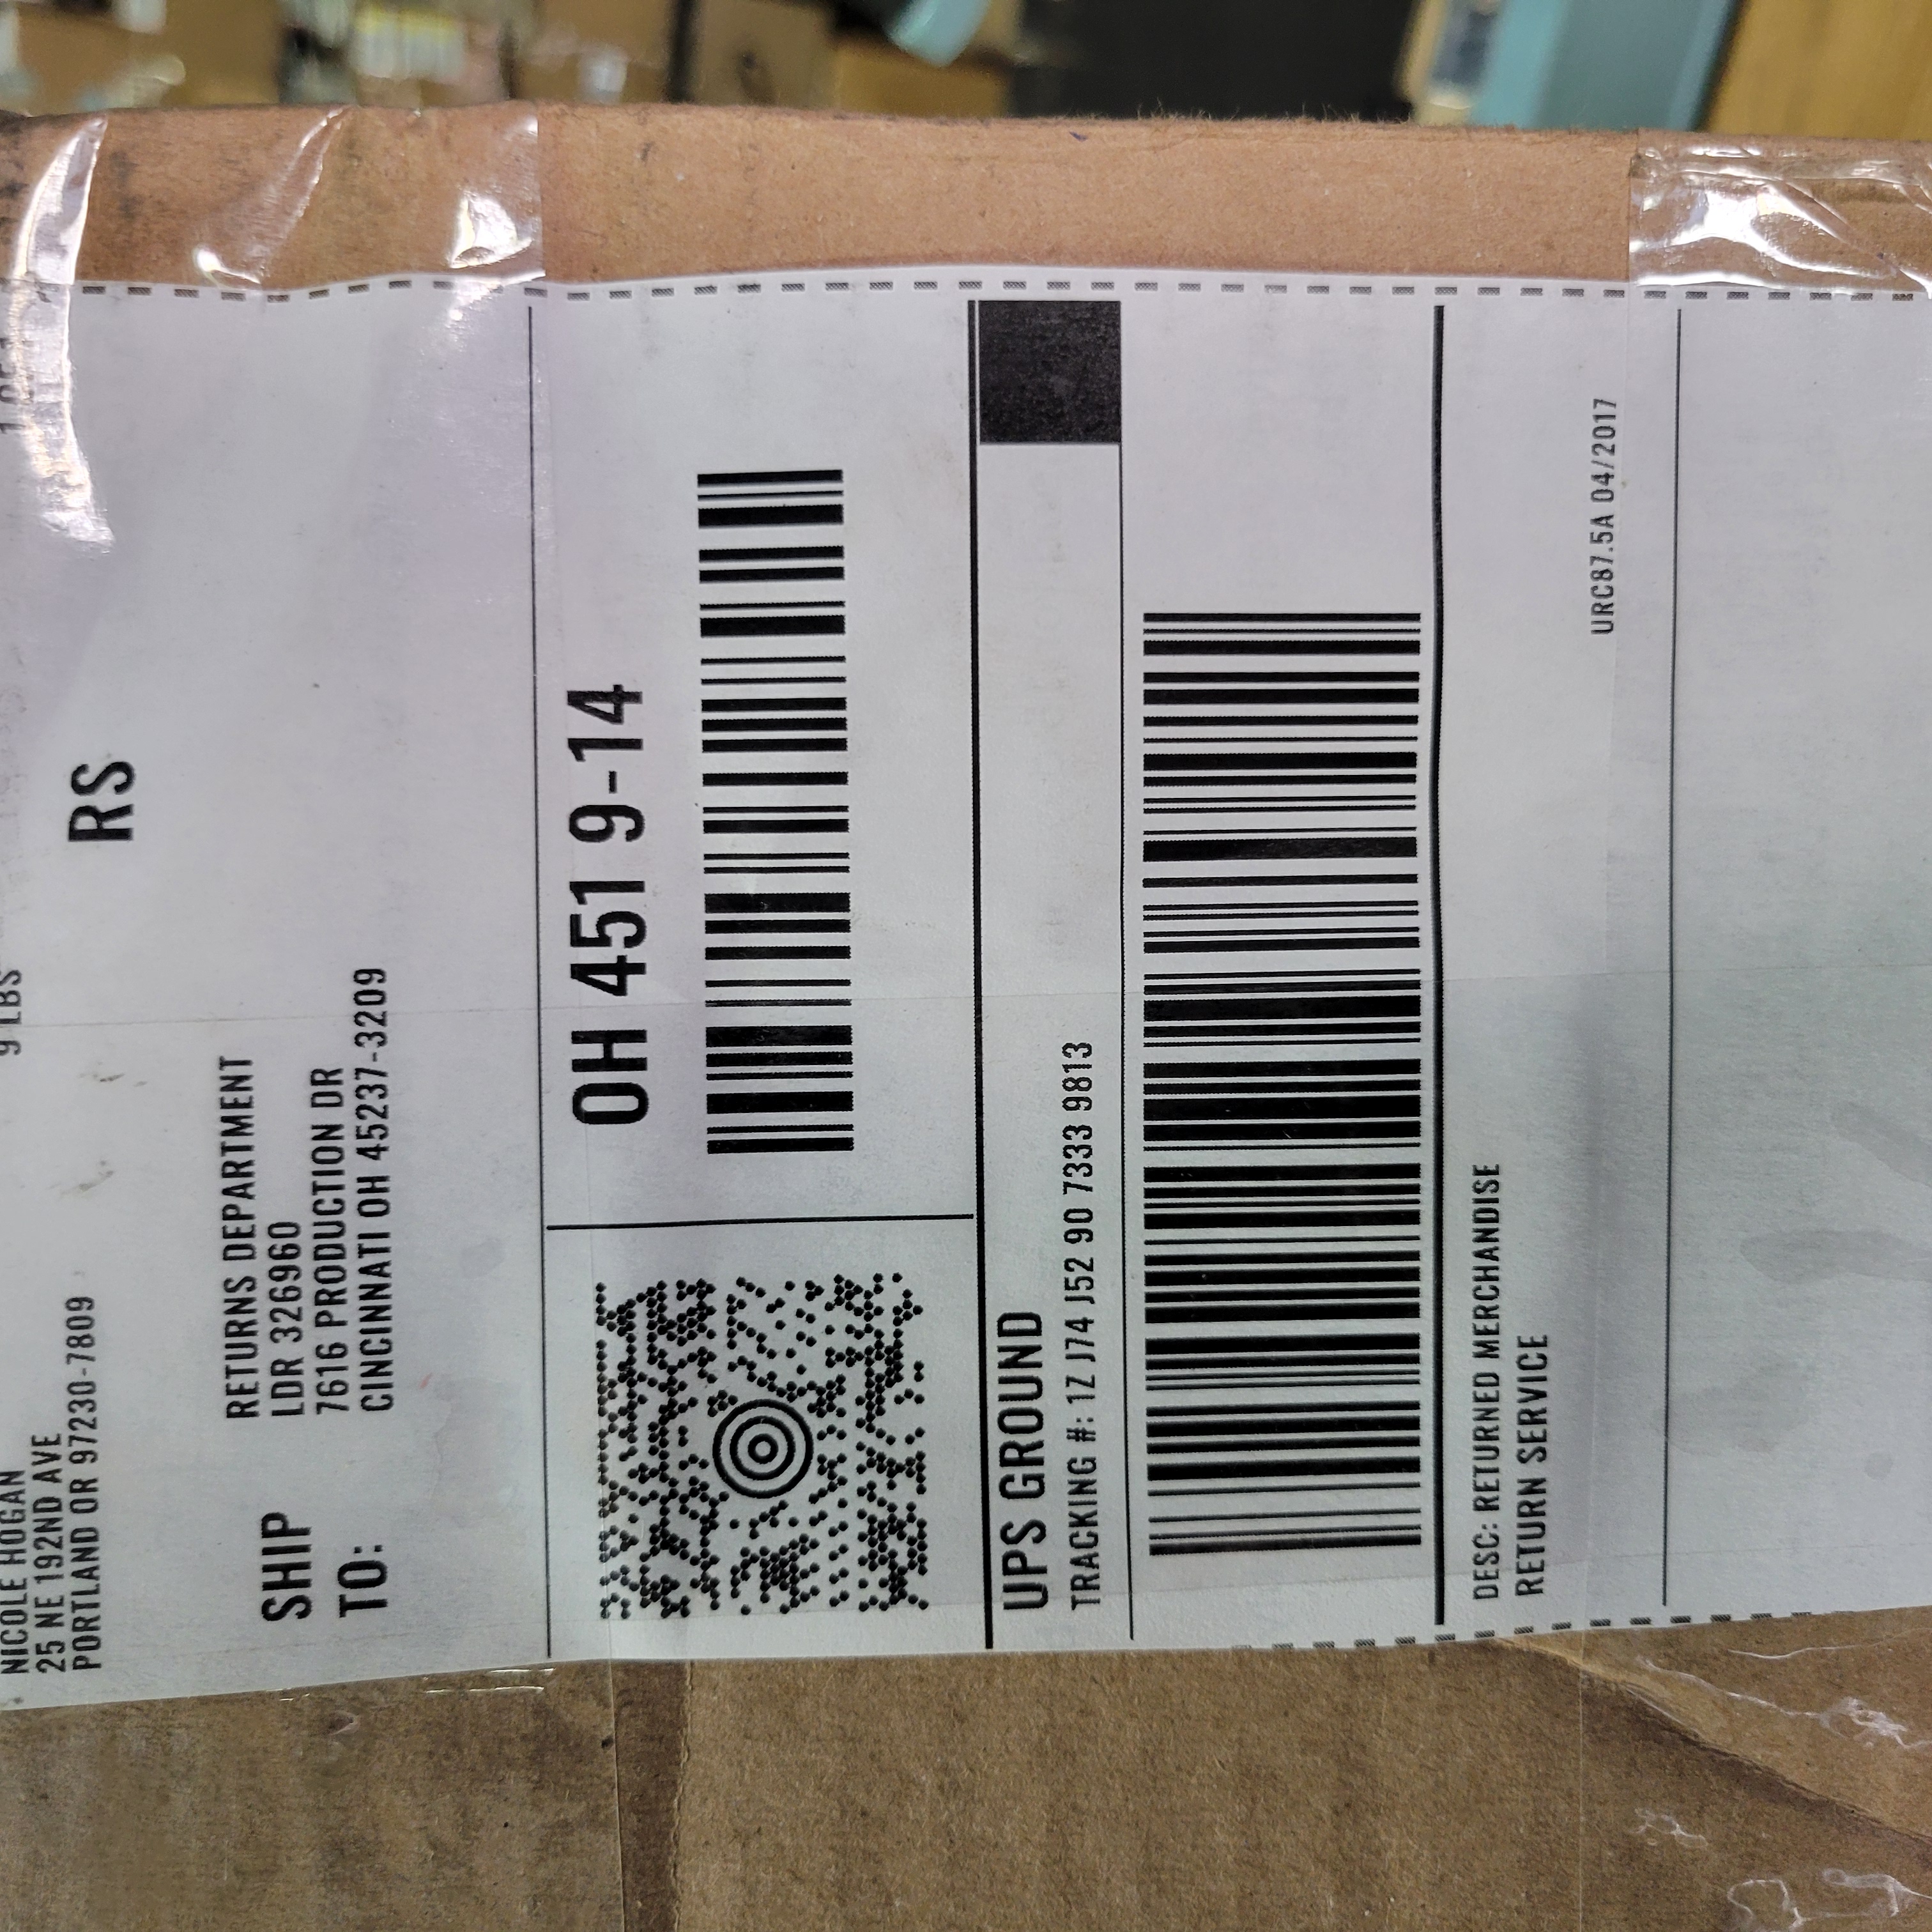 NICOLE HOGAN
25 NE 192ND AVE
PORTLAND OR 97230-7809
9 LBS
RS
SHIP
TO:
RETURNS DEPARTMENT
LDR 326960
7616 PRODUCTION DR
CINCINNATI OH 45237-3209
OH 451 9-14
UPS GROUND
TRACKING #: 1Z J74 J52 90 7333 9813
DESC: RETURNED MERCHANDISE
RETURN SERVICE
URC87.5A 04/2017